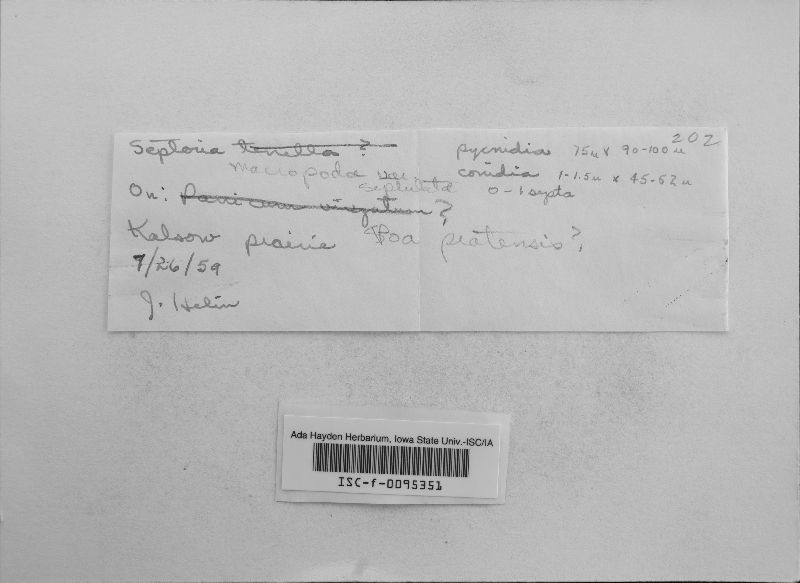 202
Septoria tenella ?
macropoda var.
septulata
On: Panicum virgatum ?
Kalsow prairie Poa pratensis?
7/26/59
J. Helin
pycnidia 75u x 90-100 u
conidia 1-1.5u x 45-62 u
0-1 septa
Ada Hayden Herbarium, Iowa State Univ.-ISC/IA
ISC-f-0095351